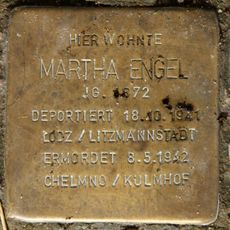 HIER WOHNTE
MARTHA ENGEL
JG. 1872
DEPORTIERT 18.10.1941
LODZ / LITZMANNSTADT
ERMORDET 8.5.1942
CHELMNO / KULMHOF